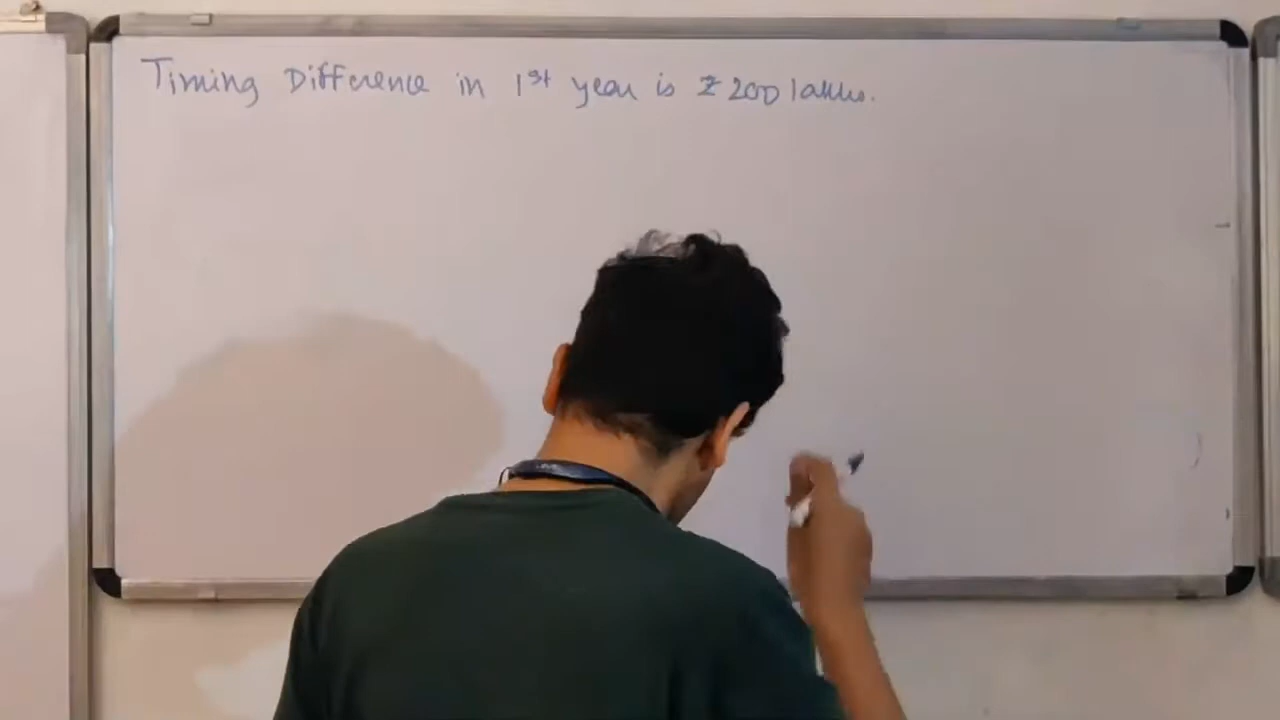 Timing Difference in 1st year is ₹ 200 lakhs.